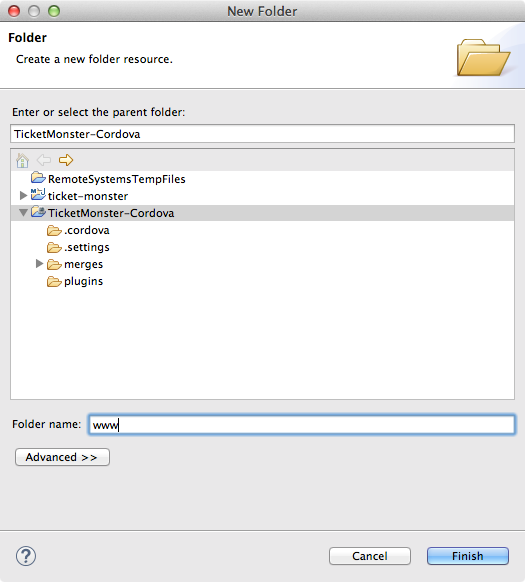 New Folder
Folder
Create a new folder resource.
Enter or select the parent folder:
TicketMonster-Cordova
RemoteSystemsTempFiles
ticket-monster
TicketMonster-Cordova
.cordova
.settings
merges
plugins
Folder name: www
Advanced >>
? Cancel Finish